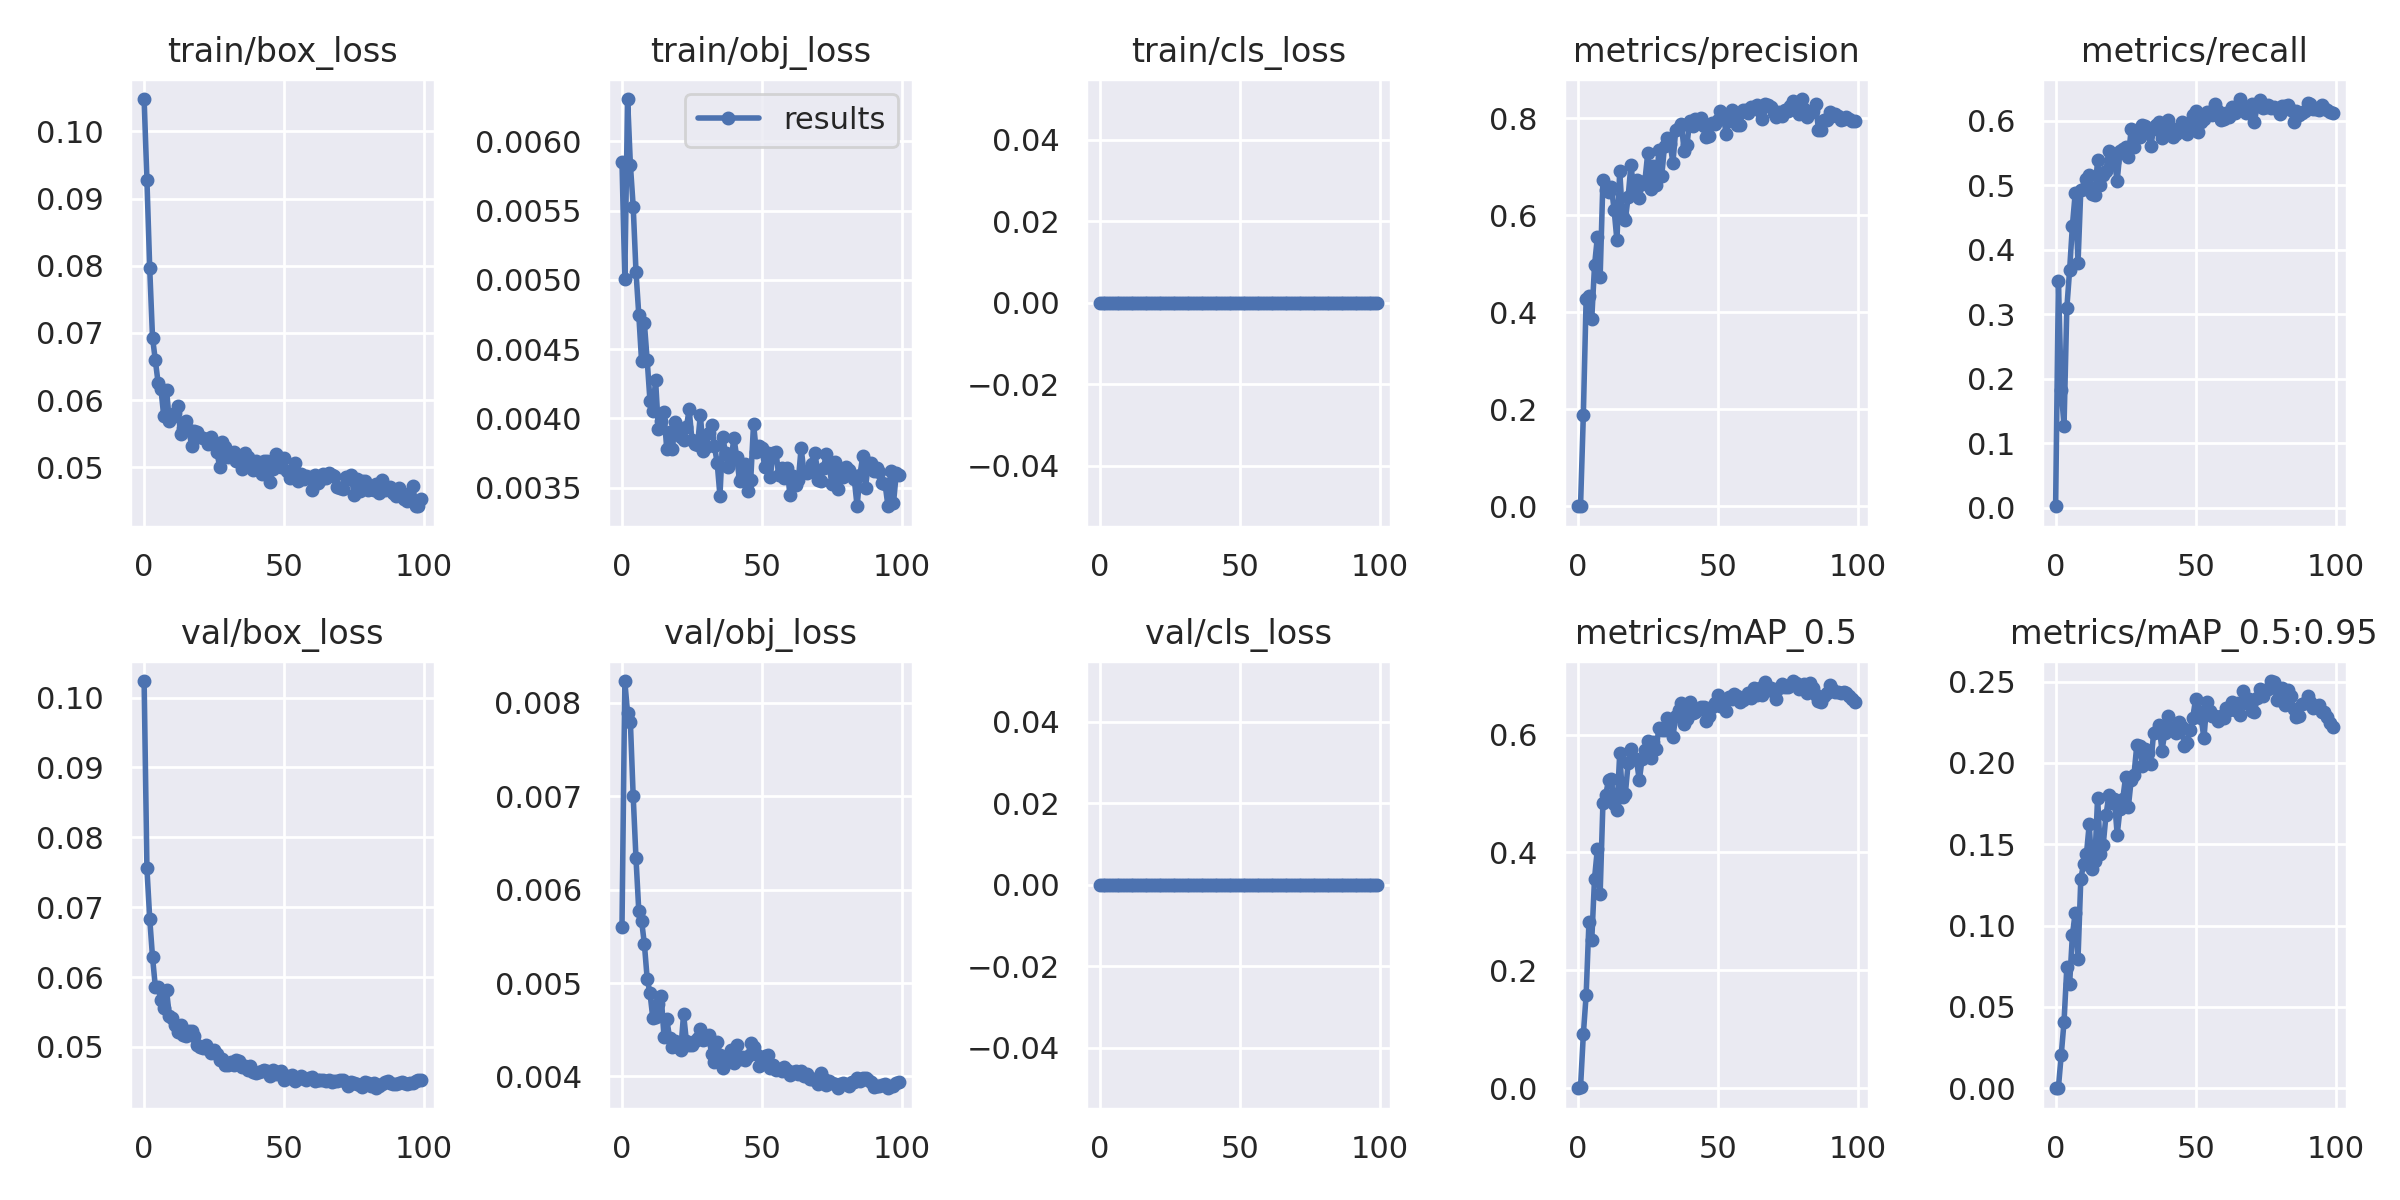 train/box_loss
train/obj_loss
train/cls_loss
metrics/precision
metrics/recall
results
0.10
0.09
0.08
0.07
0.06
0.05
0 50 100
0.0060
0.0055
0.0050
0.0045
0.0040
0.0035
0 50 100
0.04
0.02
0.00
−0.02
−0.04
0 50 100
0.8
0.6
0.4
0.2
0.0
0 50 100
0.6
0.5
0.4
0.3
0.2
0.1
0.0
0 50 100
val/box_loss
val/obj_loss
val/cls_loss
metrics/mAP_0.5
metrics/mAP_0.5:0.95
0.10
0.09
0.08
0.07
0.06
0.05
0 50 100
0.008
0.007
0.006
0.005
0.004
0 50 100
0.04
0.02
0.00
−0.02
−0.04
0 50 100
0.6
0.4
0.2
0.0
0 50 100
0.25
0.20
0.15
0.10
0.05
0.00
0 50 100